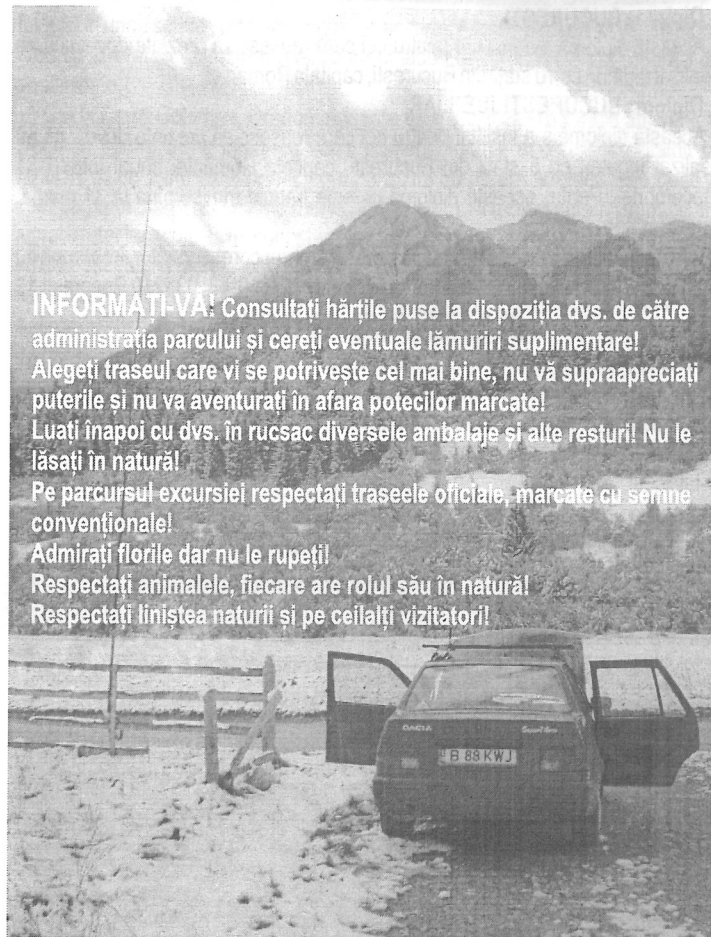 INFORMAȚI-VĂ! Consultați hărțile puse la dispoziția dvs. de către
administrația parcului și cereți eventuale lămuriri suplimentare!
Alegeti traseul care vi se potrivește cel mai bine, nu vă supraapreciați
puterile și nu va aventurați în afara potecilor marcate!
Luați înapoi cu dvs. în rucsac diversele ambalaje și alte resturi! Nu le
lăsați în natură!
Pe parcursul excursiei respectați traseele oficiale, marcate cu semne
convenționale!
Admirați florile dar nu le rupeți!
Respectați animalele, fiecare are rolul său în natură!
Respectați liniștea naturii și pe ceilalți vizitatori!
DACIA
B 88 KWJ